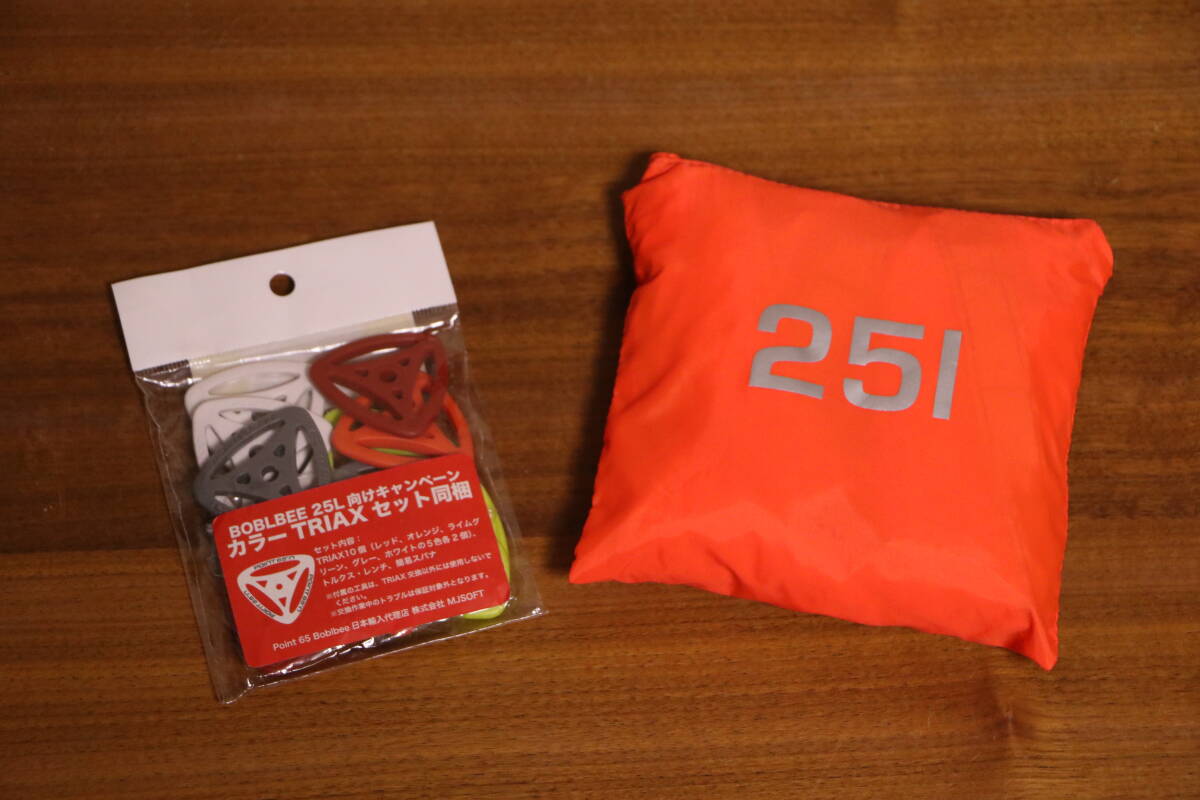 BOBLBEE 25L 向けキャンペーン
カラー TRIAX セット同梱
セット内容：
TRIAX10個（レッド、オレンジ、ライムグ
リーン、グレー、ホワイトの5色各2個）、
トルクス・レンチ、簡易スパナ
※付属の工具は、TRIAX交換以外には使用しないで
ください。
※交換作業中のトラブルは保証対象外となります。
Point 65 Boblbee 日本輸入代理店 株式会社 MJSOFT
25l